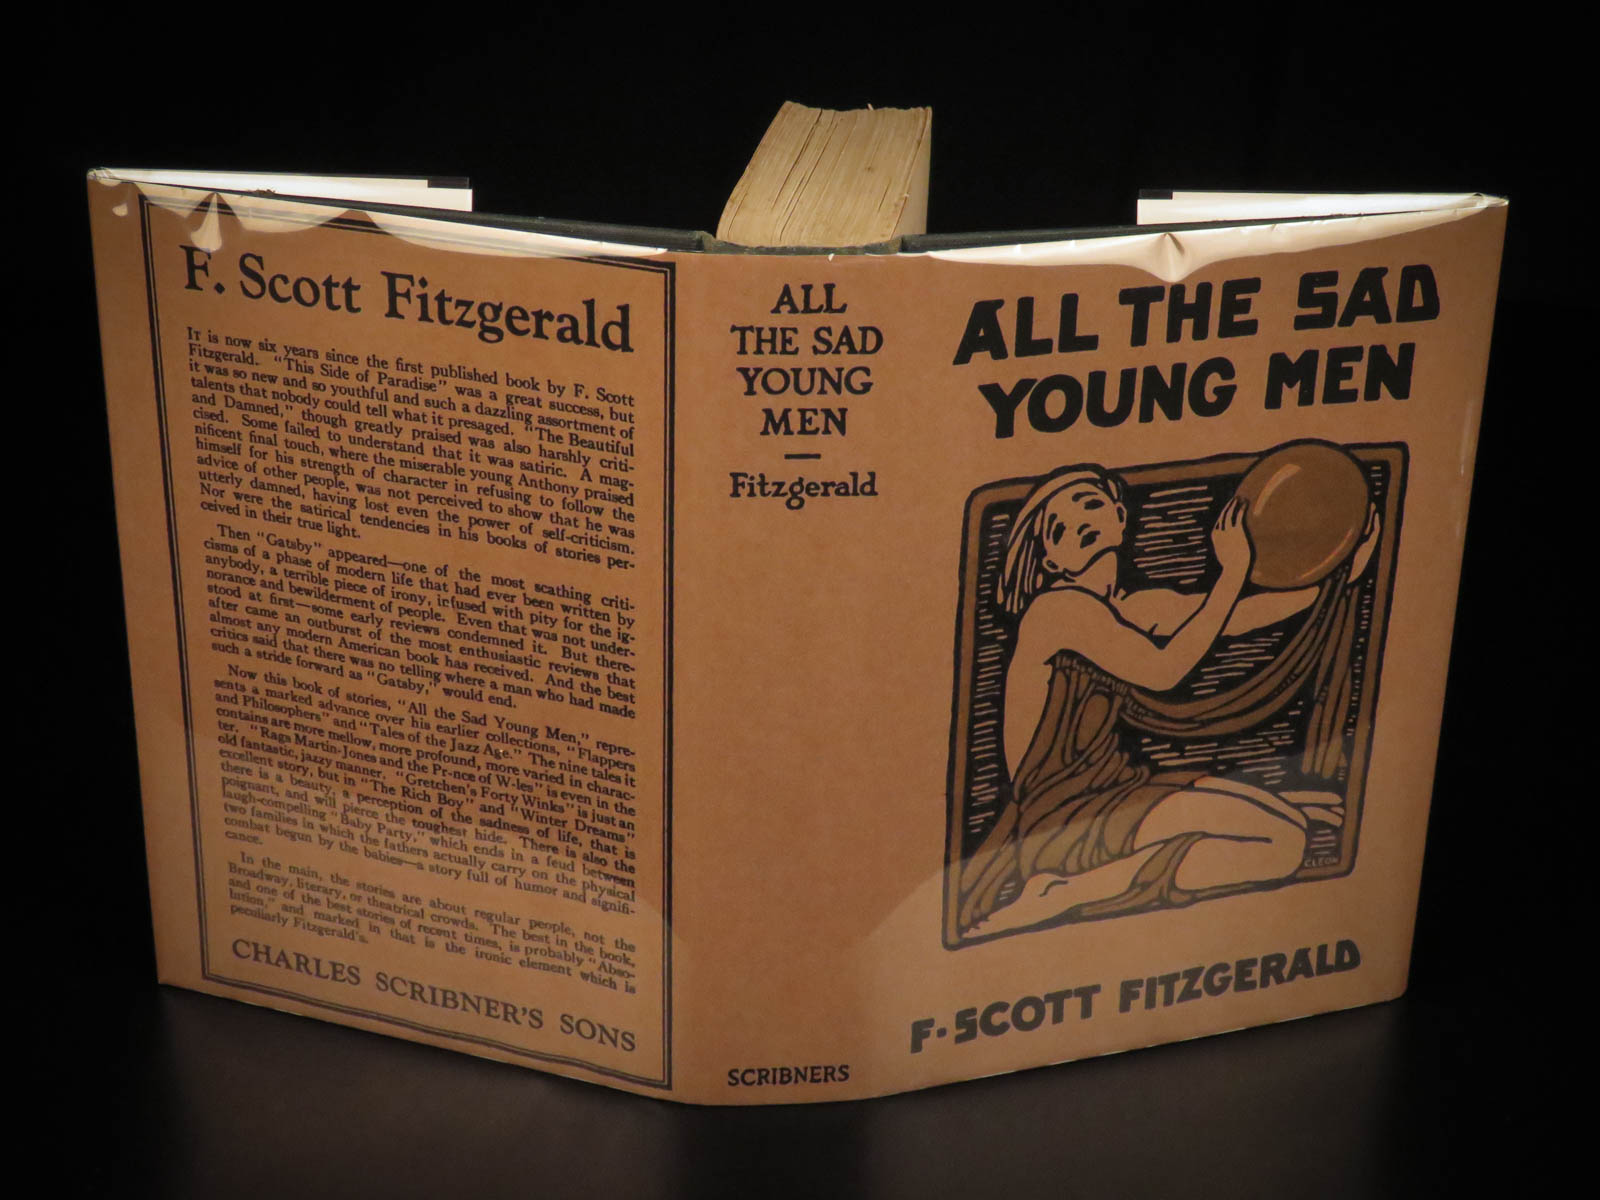 F. Scott Fitzgerald
IT is now six years since the first published book by F. Scott
Fitzgerald. "This Side of Paradise" was a great success, but
it was so new and so youthful and such a dazzling assortment of
talents that nobody could tell what it presaged. "The Beautiful
and Damned," though greatly praised was also harshly criti-
cised. Some failed to understand that it was satiric. A mag-
nificent final touch, where the miserable young Anthony praised
himself for his strength of character in refusing to follow the
advice of other people, was not perceived to show that he was
utterly damned, having lost even the power of self-criticism.
Nor were the satirical tendencies in his books of stories per-
ceived in their true light.
Then "Gatsby" appeared—one of the most scathing criti-
cisms of a phase of modern life that had ever been written by
anybody, a terrible piece of irony, infused with pity for the ig-
norance and bewilderment of people. Even that was not under-
stood at first—some early reviews condemned it. But there-
after came an outburst of the most enthusiastic reviews that
almost any modern American book has received. And the best
critics said that there was no telling where a man who had made
such a stride forward as "Gatsby," would end.
Now this book of stories, "All the Sad Young Men," repre-
sents a marked advance over his earlier collections, "Flappers
and Philosophers" and "Tales of the Jazz Age." The nine tales it
contains are more mellow, more profound, more varied in charac-
ter. "Rags Martin-Jones and the Pr-nce of W-les" is even in the
old fantastic, jazzy manner. "Gretchen's Forty Winks" is just an
excellent story, but in "The Rich Boy" and "Winter Dreams"
there is a beauty, a perception of the sadness of life, that is
poignant, and will pierce the toughest hide. There is also the
laugh-compelling "Baby Party," which ends in a feud between
two families in which the fathers actually carry on the physical
combat begun by the babies—a story full of humor and signifi-
cance.
In the main, the stories are about regular people, not the
Broadway, literary, or theatrical crowds. The best in the book,
and one of the best stories of recent times, is probably "Abso-
lution," and marked in that is the ironic element which is
peculiarly Fitzgerald's.
CHARLES SCRIBNER'S SONS
ALL
THE SAD
YOUNG
MEN
Fitzgerald
SCRIBNERS
ALL THE SAD
YOUNG MEN
CLEON
F. SCOTT FITZGERALD